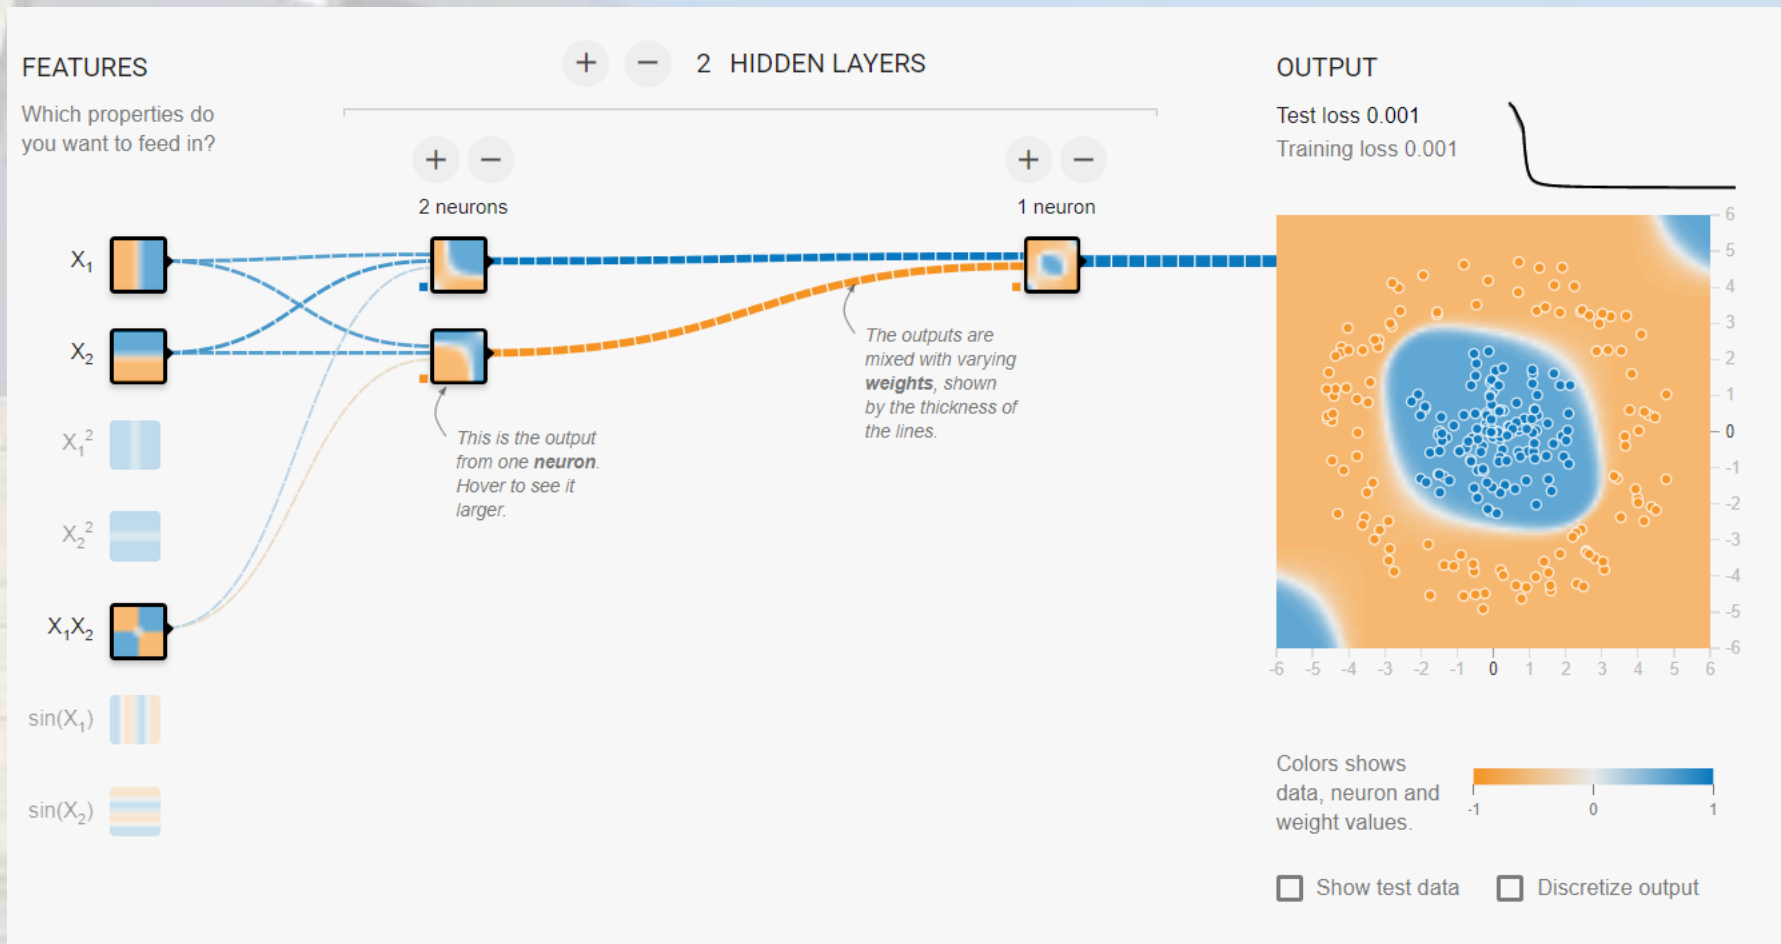 FEATURES
Which properties do
you want to feed in?
+ − 2 HIDDEN LAYERS
+ −
2 neurons
+ −
1 neuron
X₁
X₂
X₁²
X₂²
X₁X₂
sin(X₁)
sin(X₂)
This is the output
from one neuron.
Hover to see it
larger.
The outputs are
mixed with varying
weights, shown
by the thickness of
the lines.
OUTPUT
Test loss 0.001
Training loss 0.001
6
5
4
3
2
1
0
-1
-2
-3
-4
-5
-6
-6 -5 -4 -3 -2 -1 0 1 2 3 4 5 6
Colors shows
data, neuron and
weight values.
-1 0 1
Show test data Discretize output